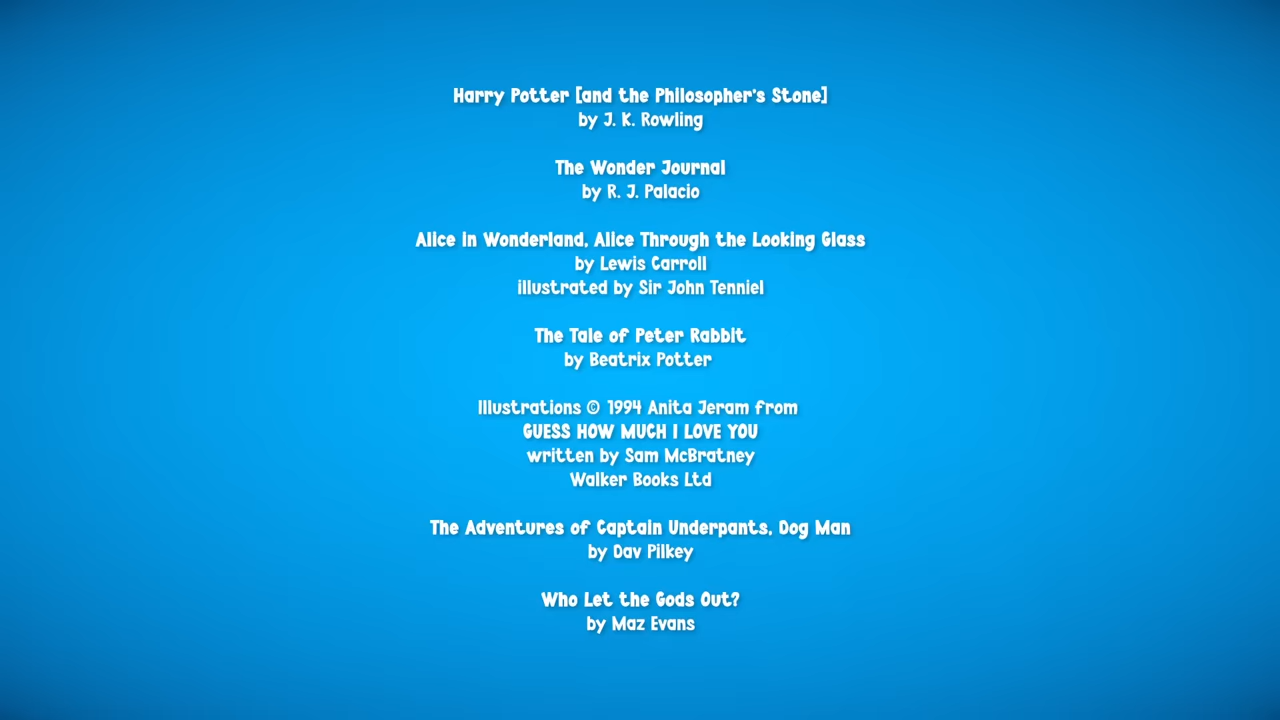 Harry Potter [and the Philosopher's Stone]
by J. K. Rowling
The Wonder Journal
by R. J. Palacio
Alice in Wonderland, Alice Through the Looking Glass
by Lewis Carroll
illustrated by Sir John Tenniel
The Tale of Peter Rabbit
by Beatrix Potter
Illustrations © 1994 Anita Jeram from
GUESS HOW MUCH I LOVE YOU
written by Sam McBratney
Walker Books Ltd
The Adventures of Captain Underpants, Dog Man
by Dav Pilkey
Who Let the Gods Out?
by Maz Evans